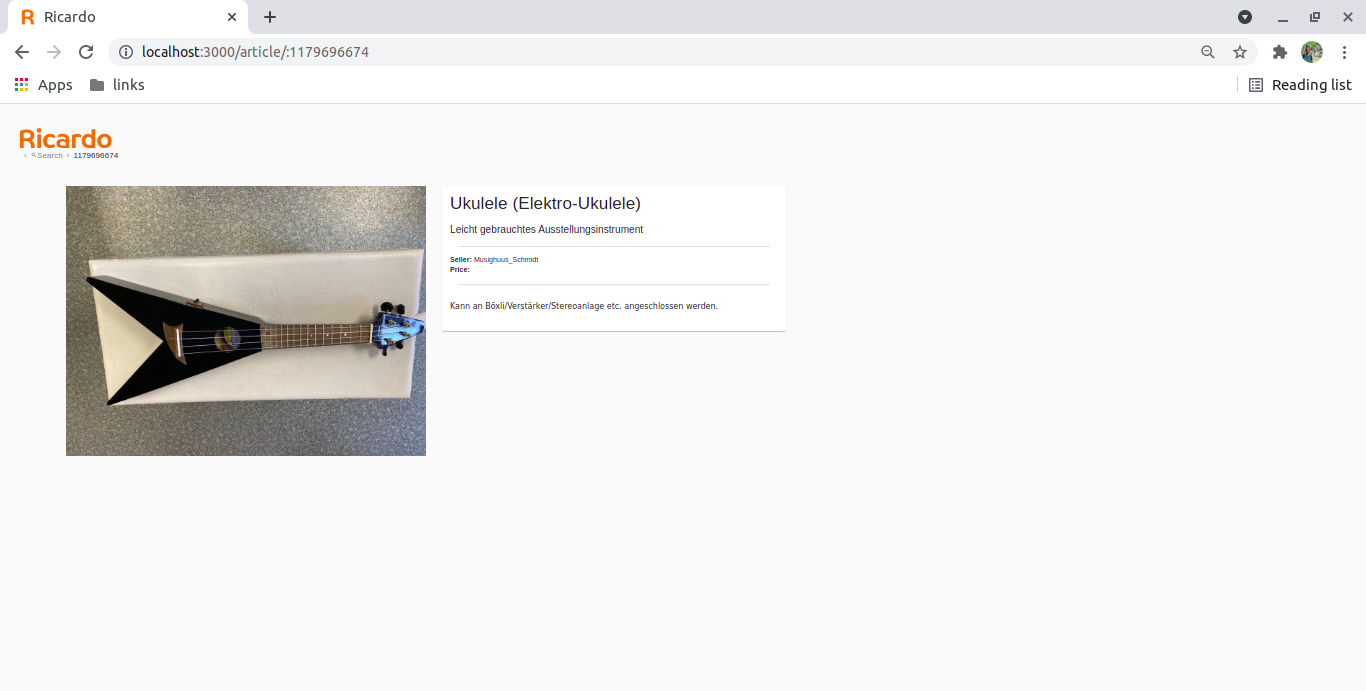 Ricardo
localhost:3000/article/:1179696674
Apps
links
Reading list
Ricardo
› Search › 1179696674
Ukulele (Elektro-Ukulele)
Leicht gebrauchtes Ausstellungsinstrument
Seller: Musighuus_Schmidt
Price:
Kann an Böxli/Verstärker/Stereoanlage etc. angeschlossen werden.